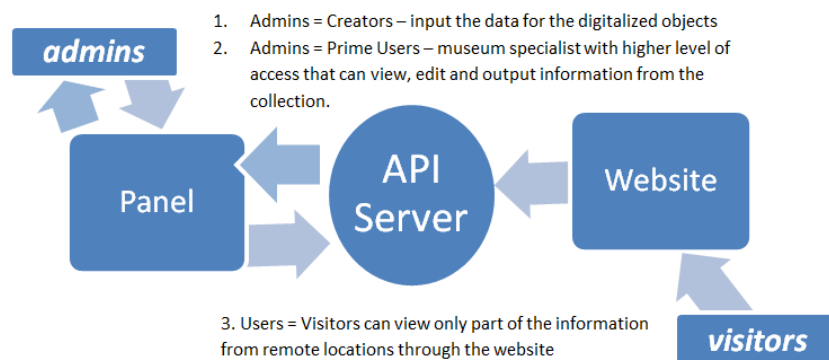 1. Admins = Creators – input the data for the digitalized objects
admins
2. Admins = Prime Users – museum specialist with higher level of
access that can view, edit and output information from the
collection.
Panel
API
Server
Website
3. Users = Visitors can view only part of the information
from remote locations through the website
visitors